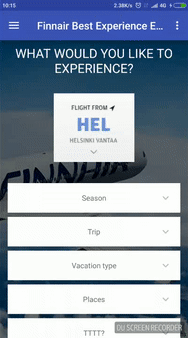 10:15
2.38K/s
4G
Finnair Best Experience E...
WHAT WOULD YOU LIKE TO
EXPERIENCE?
FLIGHT FROM
HEL
HELSINKI VANTAA
FINNAIR
Season
Trip
Vacation type
Places
TTTT?
DU SCREEN RECORDER